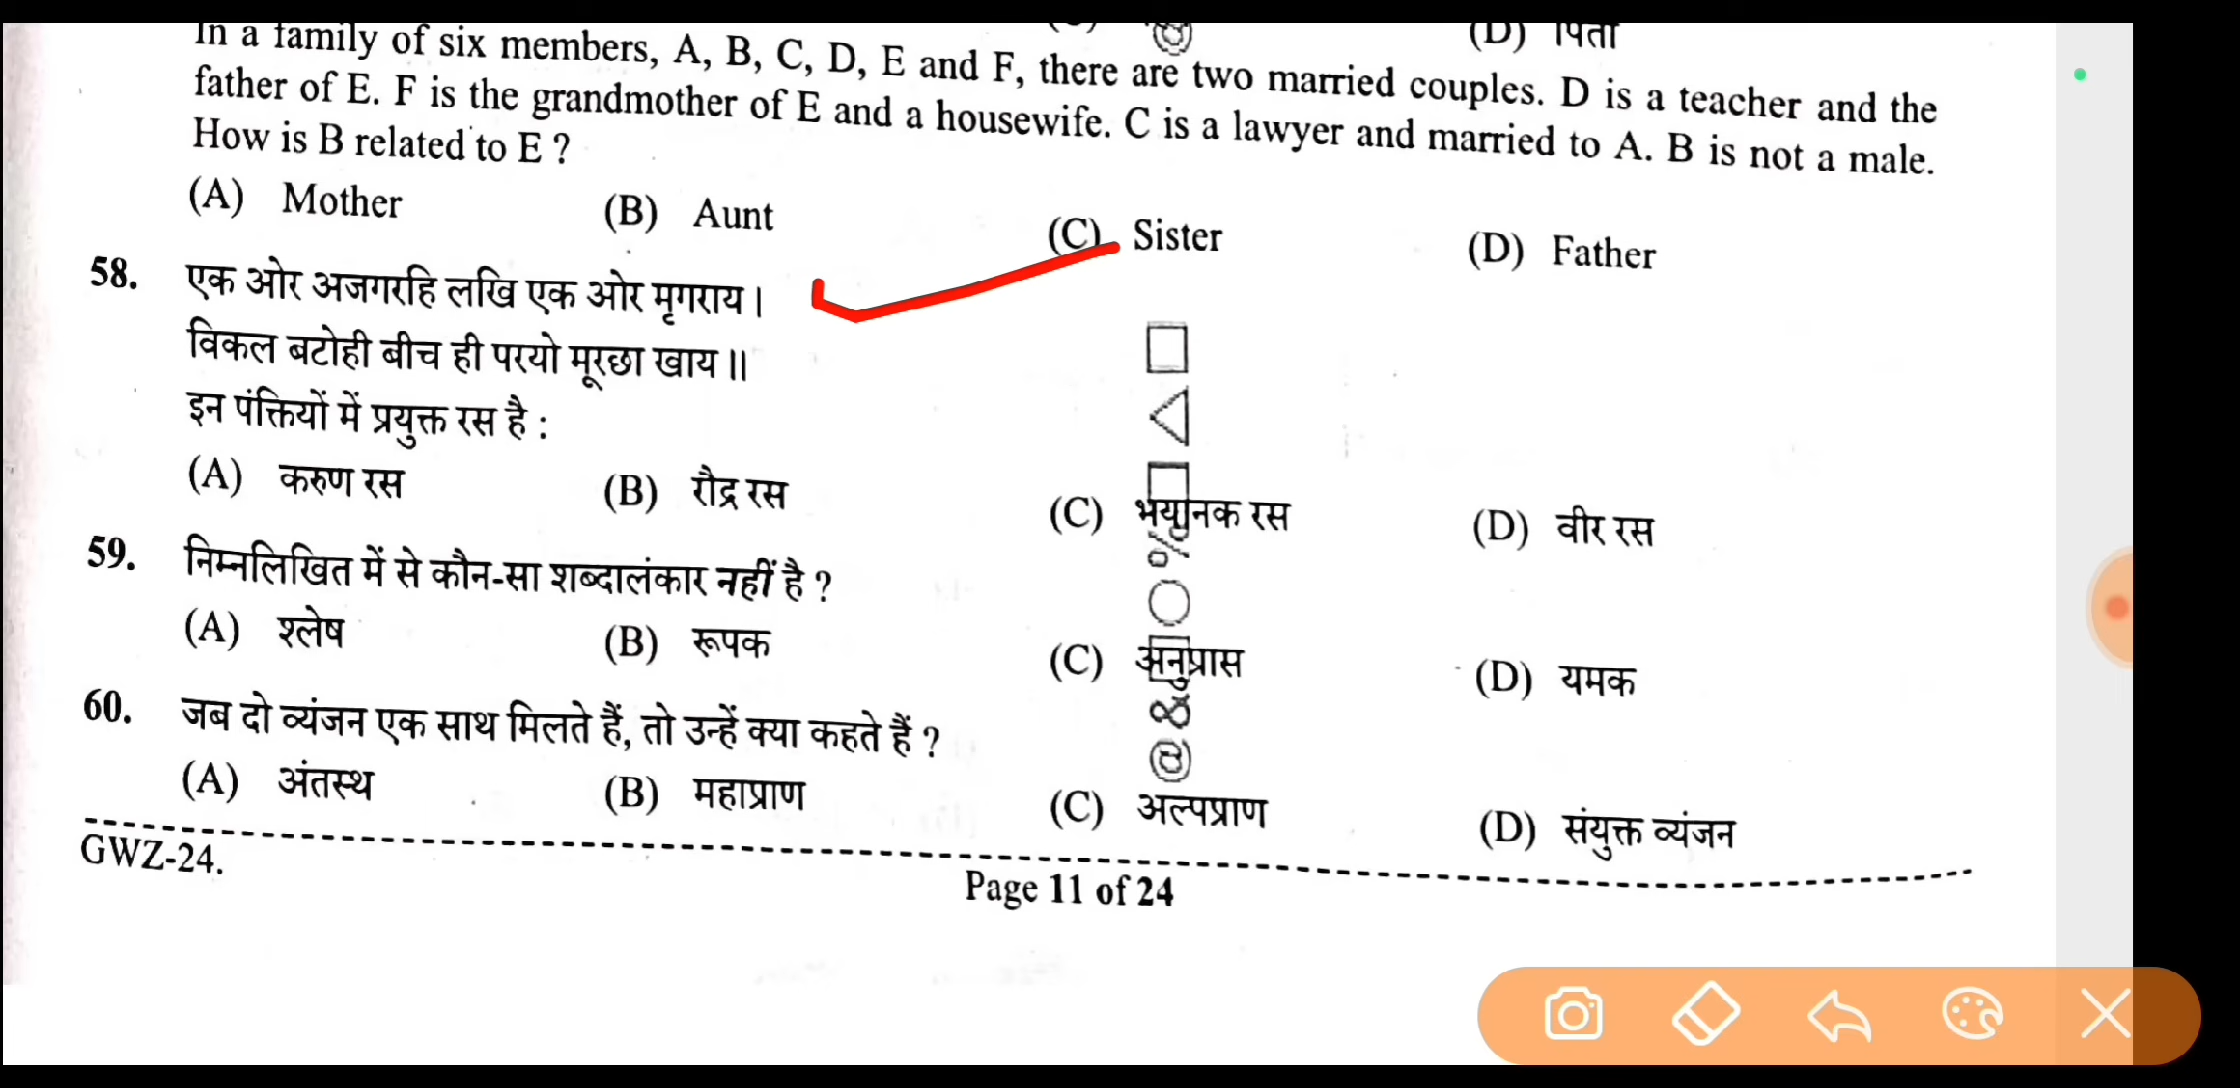 (D) पिता
In a family of six members, A, B, C, D, E and F, there are two married couples. D is a teacher and the
father of E. F is the grandmother of E and a housewife. C is a lawyer and married to A. B is not a male.
How is B related to E ?
(A) Mother (B) Aunt (C) Sister (D) Father
58. एक ओर अजगरहि लखि एक ओर मृगराय।
विकल बटोही बीच ही परयो मूरछा खाय॥
इन पंक्तियों में प्रयुक्त रस है :
(A) करुण रस (B) रौद्र रस (C) भयानक रस (D) वीर रस
59. निम्नलिखित में से कौन-सा शब्दालंकार नहीं है ?
(A) श्लेष (B) रूपक (C) अनुप्रास (D) यमक
60. जब दो व्यंजन एक साथ मिलते हैं, तो उन्हें क्या कहते हैं ?
(A) अंतस्थ (B) महाप्राण (C) अल्पप्राण (D) संयुक्त व्यंजन
GWZ-24.
Page 11 of 24
@&□○%□△□